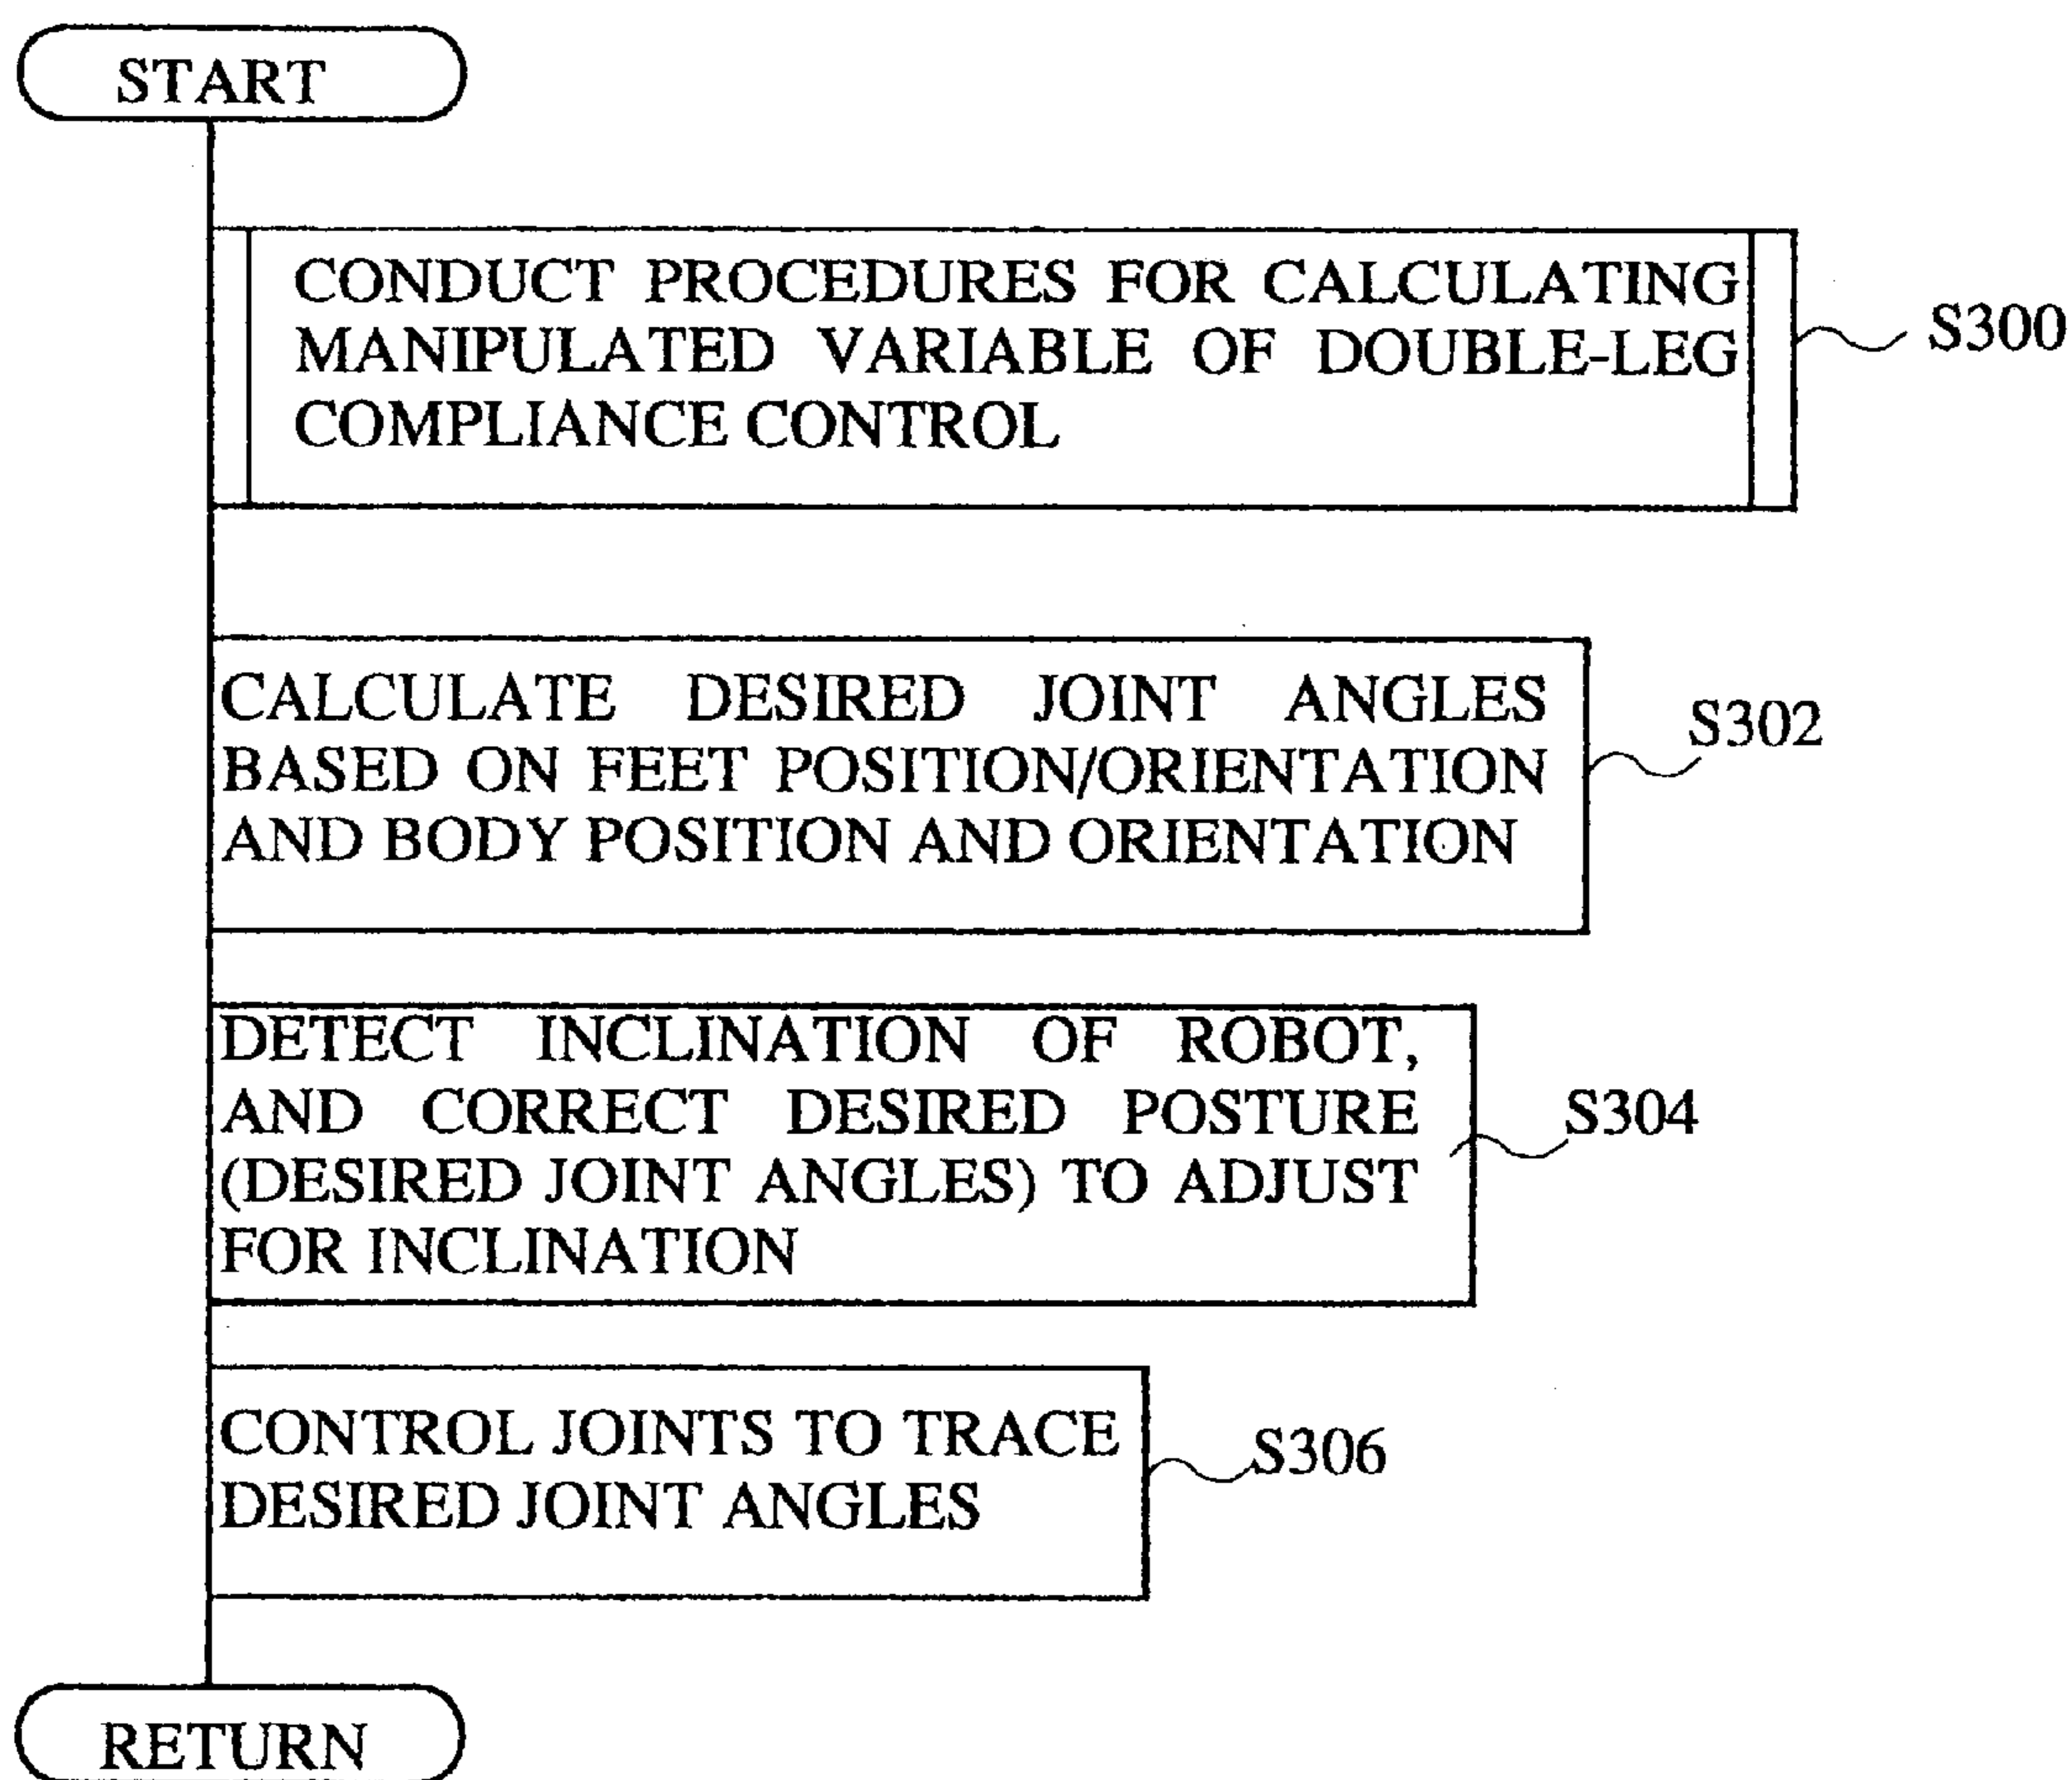 START
CONDUCT PROCEDURES FOR CALCULATING
MANIPULATED VARIABLE OF DOUBLE-LEG
COMPLIANCE CONTROL
S300
CALCULATE DESIRED JOINT ANGLES
BASED ON FEET POSITION/ORIENTATION
AND BODY POSITION AND ORIENTATION
S302
DETECT INCLINATION OF ROBOT,
AND CORRECT DESIRED POSTURE
(DESIRED JOINT ANGLES) TO ADJUST
FOR INCLINATION
S304
CONTROL JOINTS TO TRACE
DESIRED JOINT ANGLES
S306
RETURN